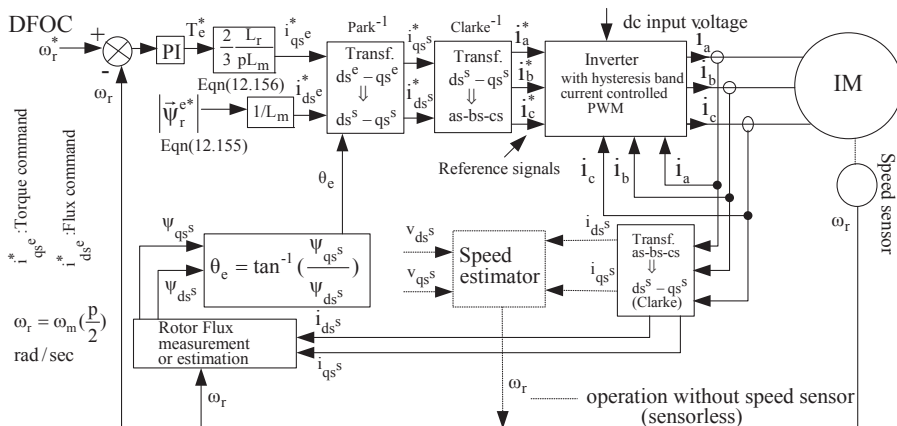 DFOC
ω_r^*
+
-
ω_r
PI
T_e^*
2/3 L_r/pL_m
Eqn(12.156)
i_qs^e^*
|ψ⃗_r^e*|
Eqn(12.155)
1/L_m
i_ds^e^*
Park^-1
Transf.
ds^e – qs^e
⇓
ds^s – qs^s
i_qs^s^*
i_ds^s^*
Clarke^-1
Transf.
ds^s – qs^s
⇓
as-bs-cs
i_a^*
i_b^*
i_c^*
Reference signals
dc input voltage
Inverter
with hysteresis band
current controlled
PWM
i_a
i_b
i_c
IM
Speed sensor
ω_r
i_c
i_b
i_a
θ_e
i_qs^e^* :Torque command
i_ds^e^* :Flux command
ψ_qs^s
ψ_ds^s
θ_e = tan^-1 (ψ_qs^s/ψ_ds^s)
v_ds^s
v_qs^s
Speed
estimator
i_ds^s
i_qs^s
Transf.
as-bs-cs
⇓
ds^s – qs^s
(Clarke)
ω_r = ω_m(p/2)
rad/sec
Rotor Flux
measurement
or estimation
i_ds^s
i_qs^s
ω_r
ω_r
operation without speed sensor
(sensorless)